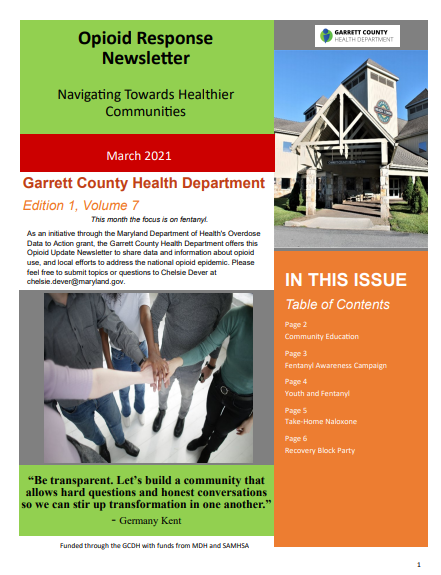 Opioid Response
Newsletter
Navigating Towards Healthier
Communities
March 2021
Garrett County Health Department
Edition 1, Volume 7
This month the focus is on fentanyl.
As an initiative through the Maryland Department of Health's Overdose
Data to Action grant, the Garrett County Health Department offers this
Opioid Update Newsletter to share data and information about opioid
use, and local efforts to address the national opioid epidemic. Please
feel free to submit topics or questions to Chelsie Dever at
chelsie.dever@maryland.gov.
“Be transparent. Let’s build a community that
allows hard questions and honest conversations
so we can stir up transformation in one another.”
- Germany Kent
Funded through the GCDH with funds from MDH and SAMHSA
GARRETT COUNTY
HEALTH DEPARTMENT
IN THIS ISSUE
Table of Contents
Page 2
Community Education
Page 3
Fentanyl Awareness Campaign
Page 4
Youth and Fentanyl
Page 5
Take-Home Naloxone
Page 6
Recovery Block Party
1